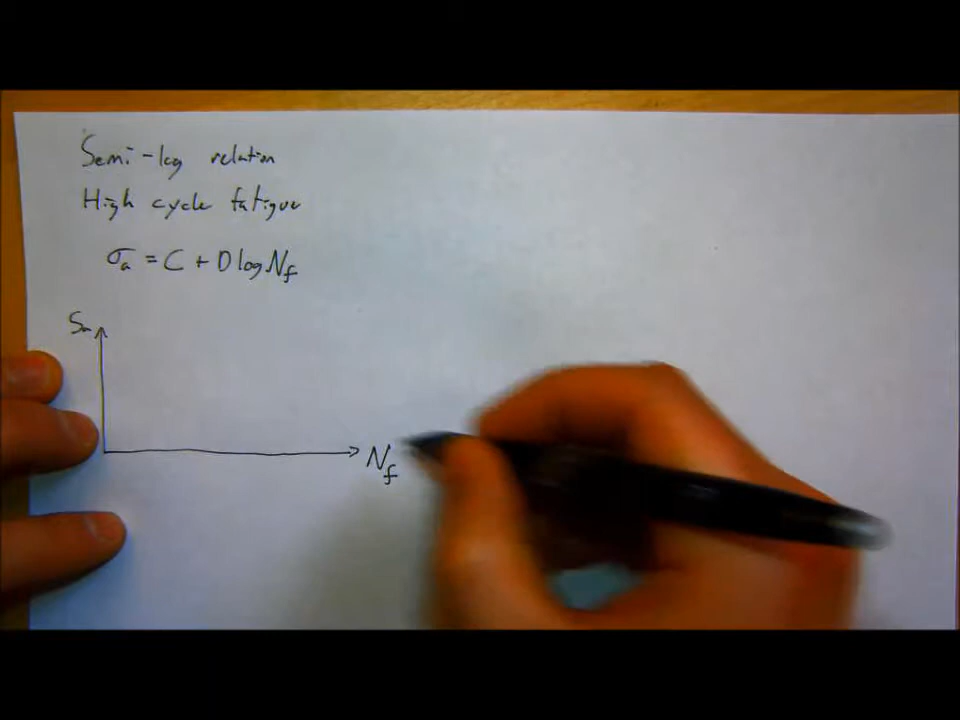 Semi-log relation
High cycle fatigue
σa = C + D log Nf
Sa
Nf